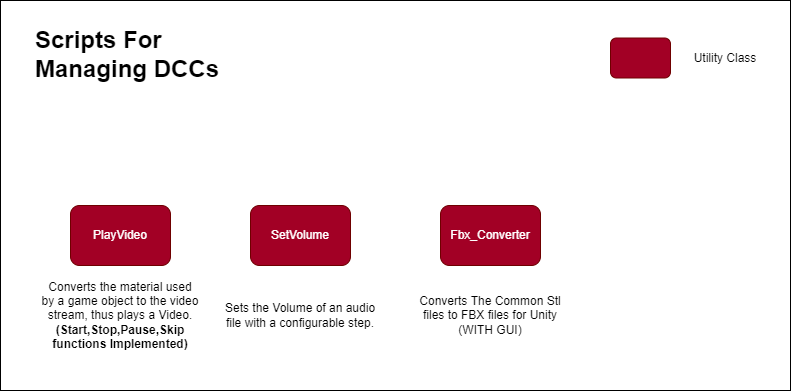 Scripts For
Managing DCCs
Utility Class
PlayVideo
SetVolume
Fbx_Converter
Converts the material used
by a game object to the video
stream, thus plays a Video.
(Start,Stop,Pause,Skip
functions Implemented)
Sets the Volume of an audio
file with a configurable step.
Converts The Common Stl
files to FBX files for Unity
(WITH GUI)